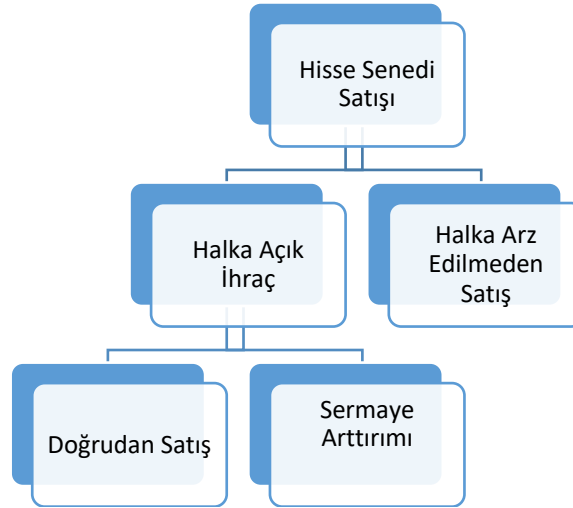 Hisse Senedi
Satışı
Halka Açık
İhraç
Halka Arz
Edilmeden
Satış
Doğrudan Satış
Sermaye
Arttırımı